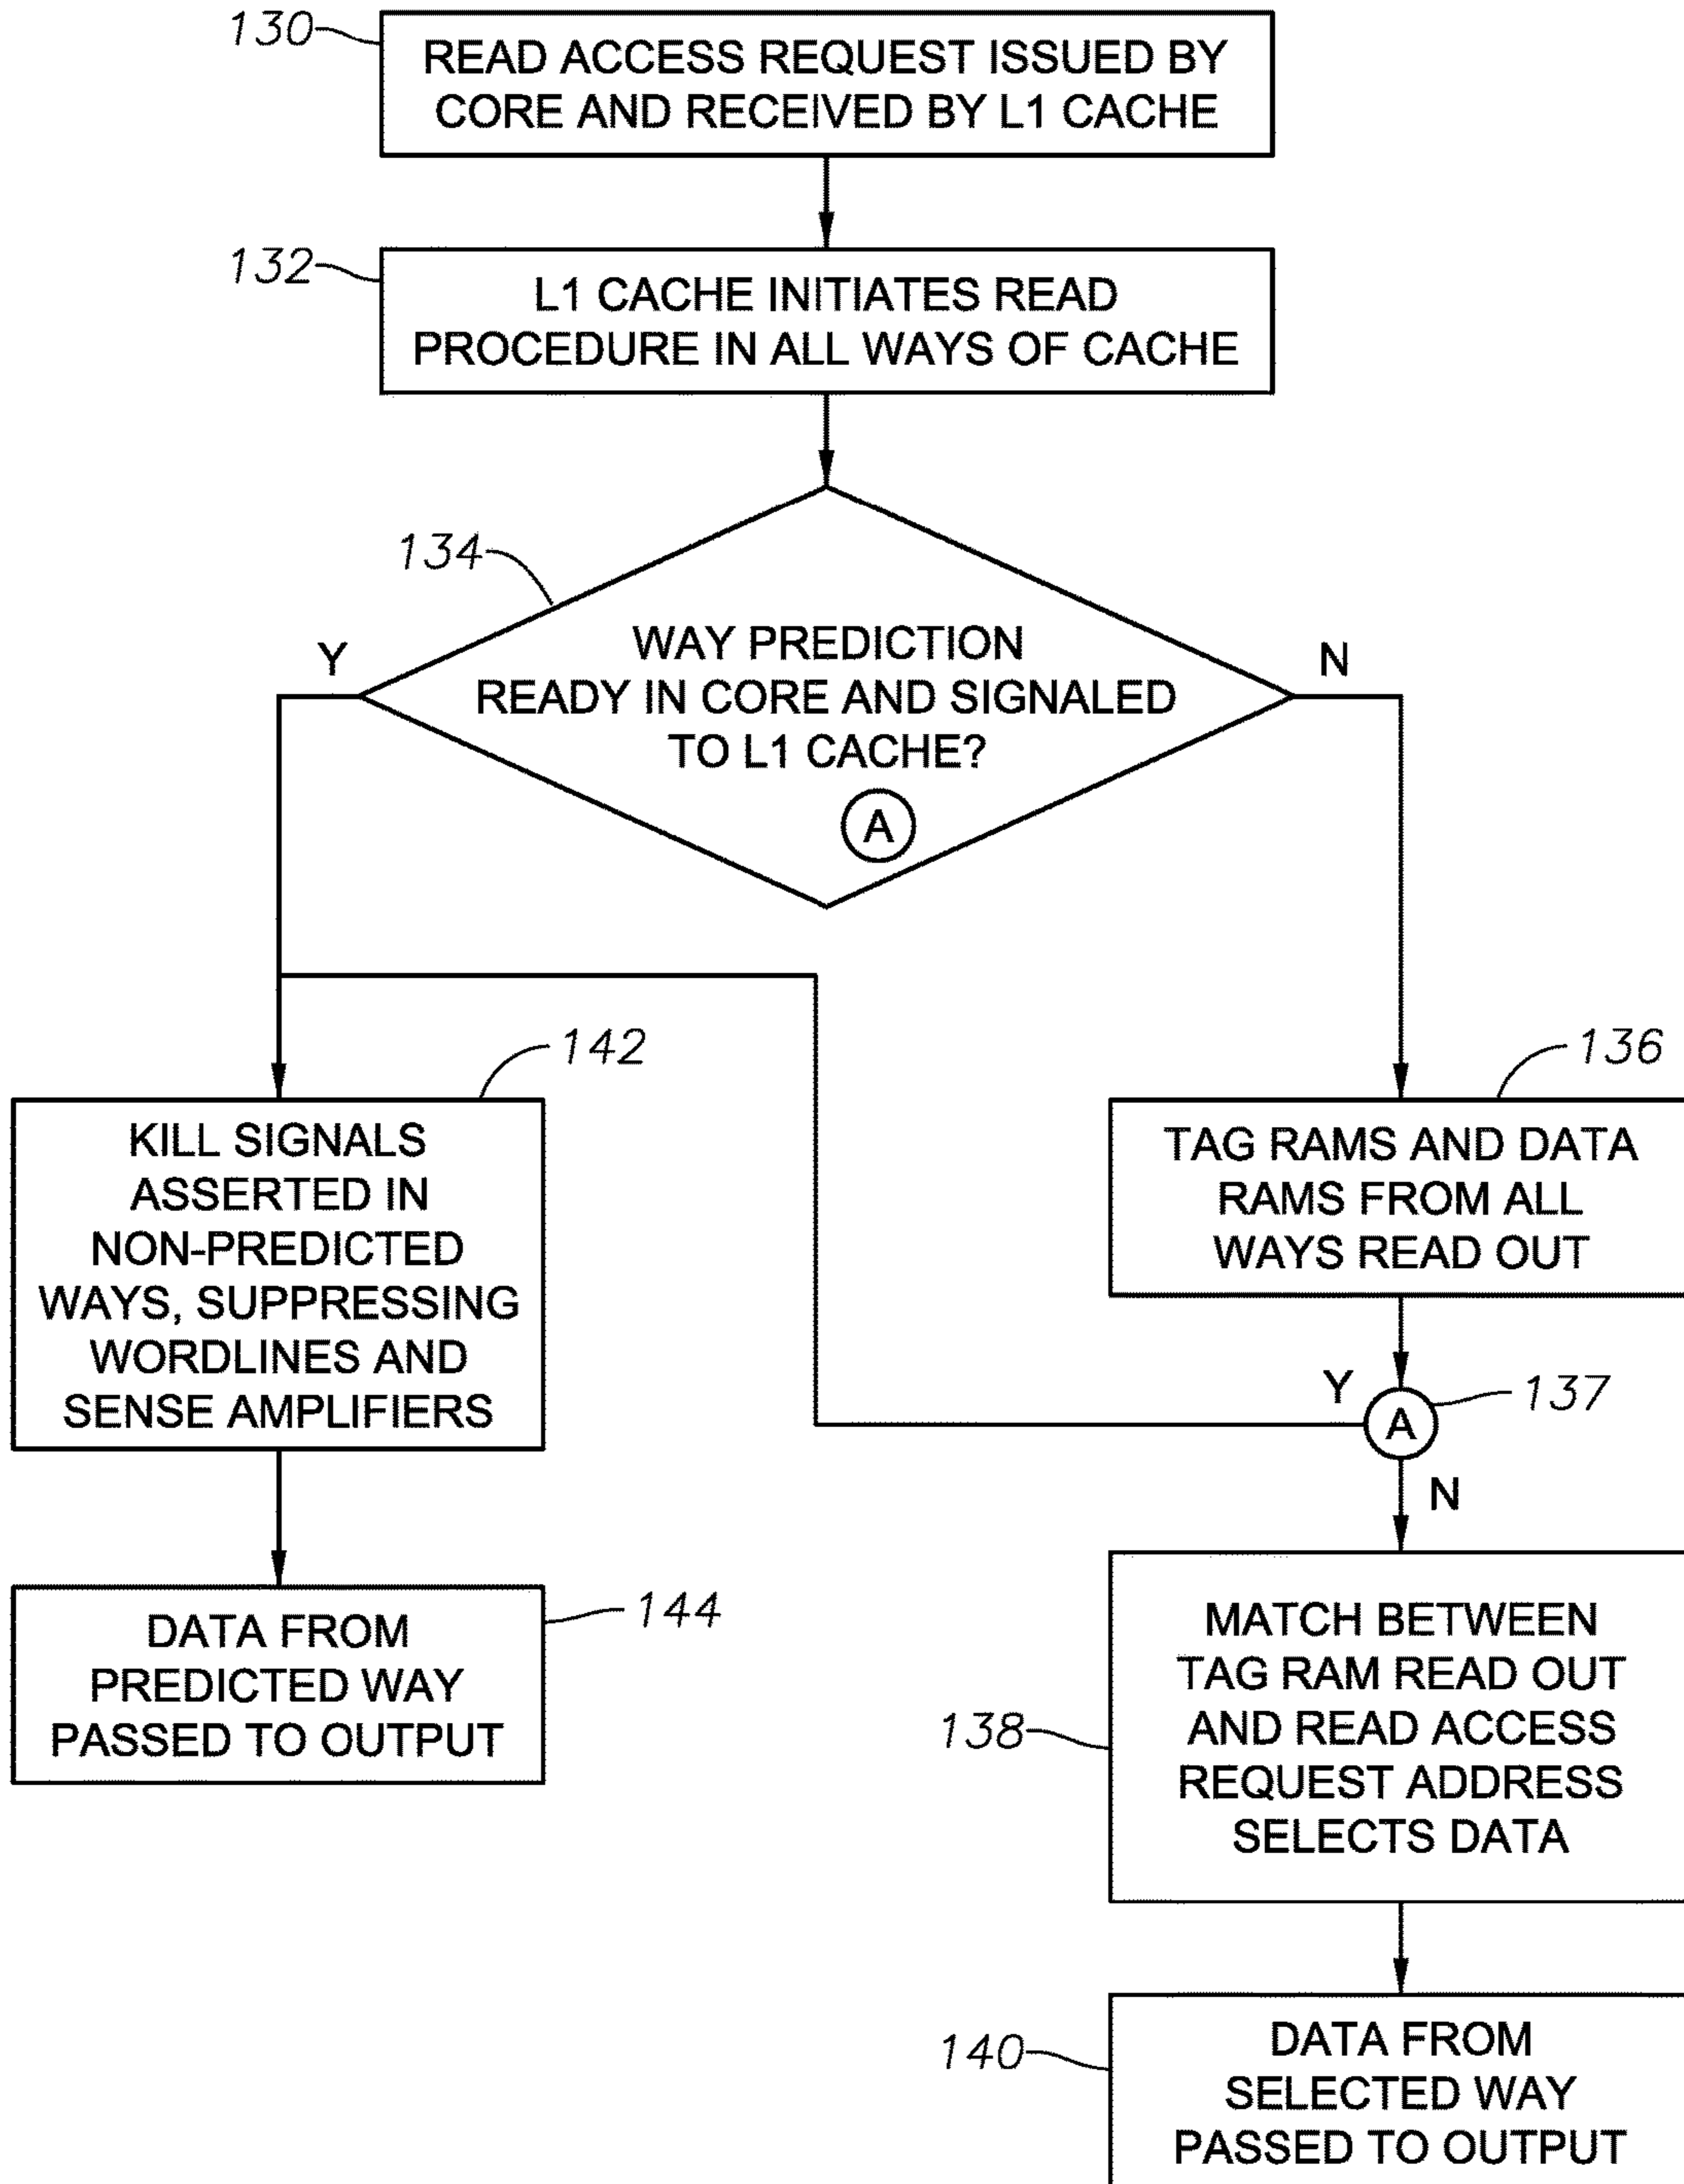 130
READ ACCESS REQUEST ISSUED BY
CORE AND RECEIVED BY L1 CACHE
132
L1 CACHE INITIATES READ
PROCEDURE IN ALL WAYS OF CACHE
134
Y
WAY PREDICTION
READY IN CORE AND SIGNALED
TO L1 CACHE?
A
N
142
KILL SIGNALS
ASSERTED IN
NON-PREDICTED
WAYS, SUPPRESSING
WORDLINES AND
SENSE AMPLIFIERS
136
TAG RAMS AND DATA
RAMS FROM ALL
WAYS READ OUT
Y
A
137
N
144
DATA FROM
PREDICTED WAY
PASSED TO OUTPUT
138
MATCH BETWEEN
TAG RAM READ OUT
AND READ ACCESS
REQUEST ADDRESS
SELECTS DATA
140
DATA FROM
SELECTED WAY
PASSED TO OUTPUT